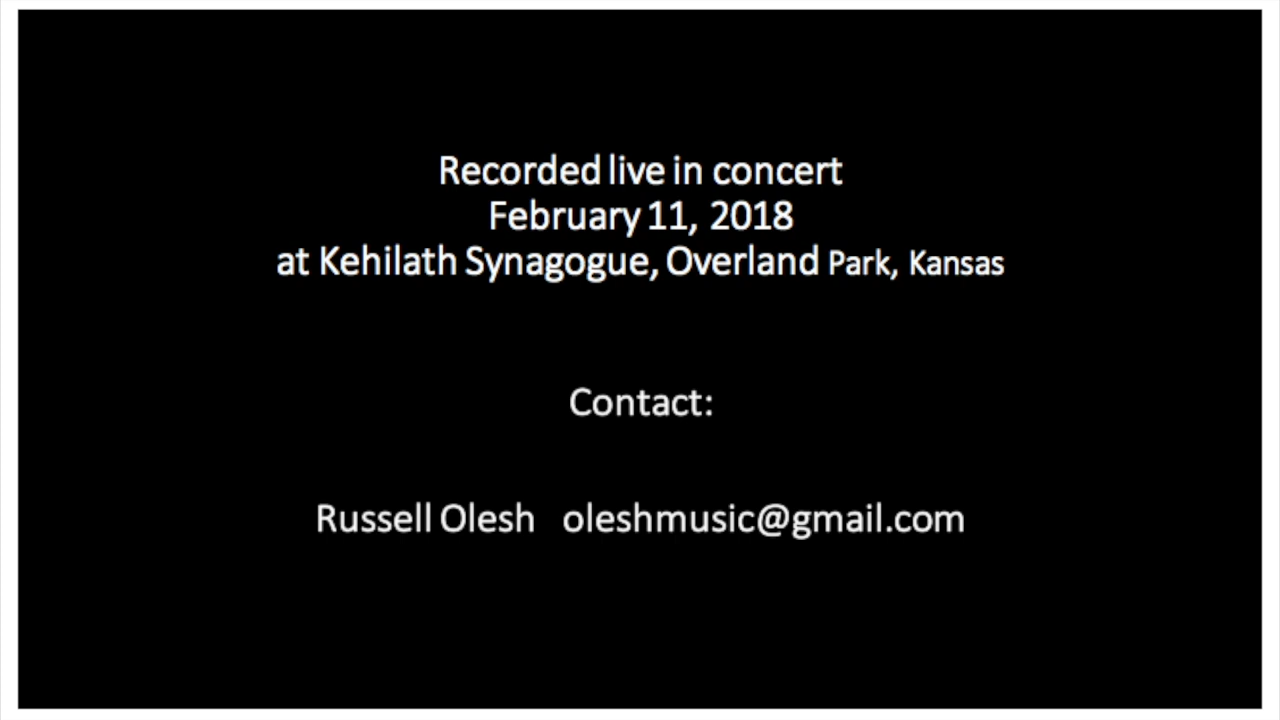 Recorded live in concert
February 11, 2018
at Kehilath Synagogue, Overland Park, Kansas
Contact:
Russell Olesh oleshmusic@gmail.com